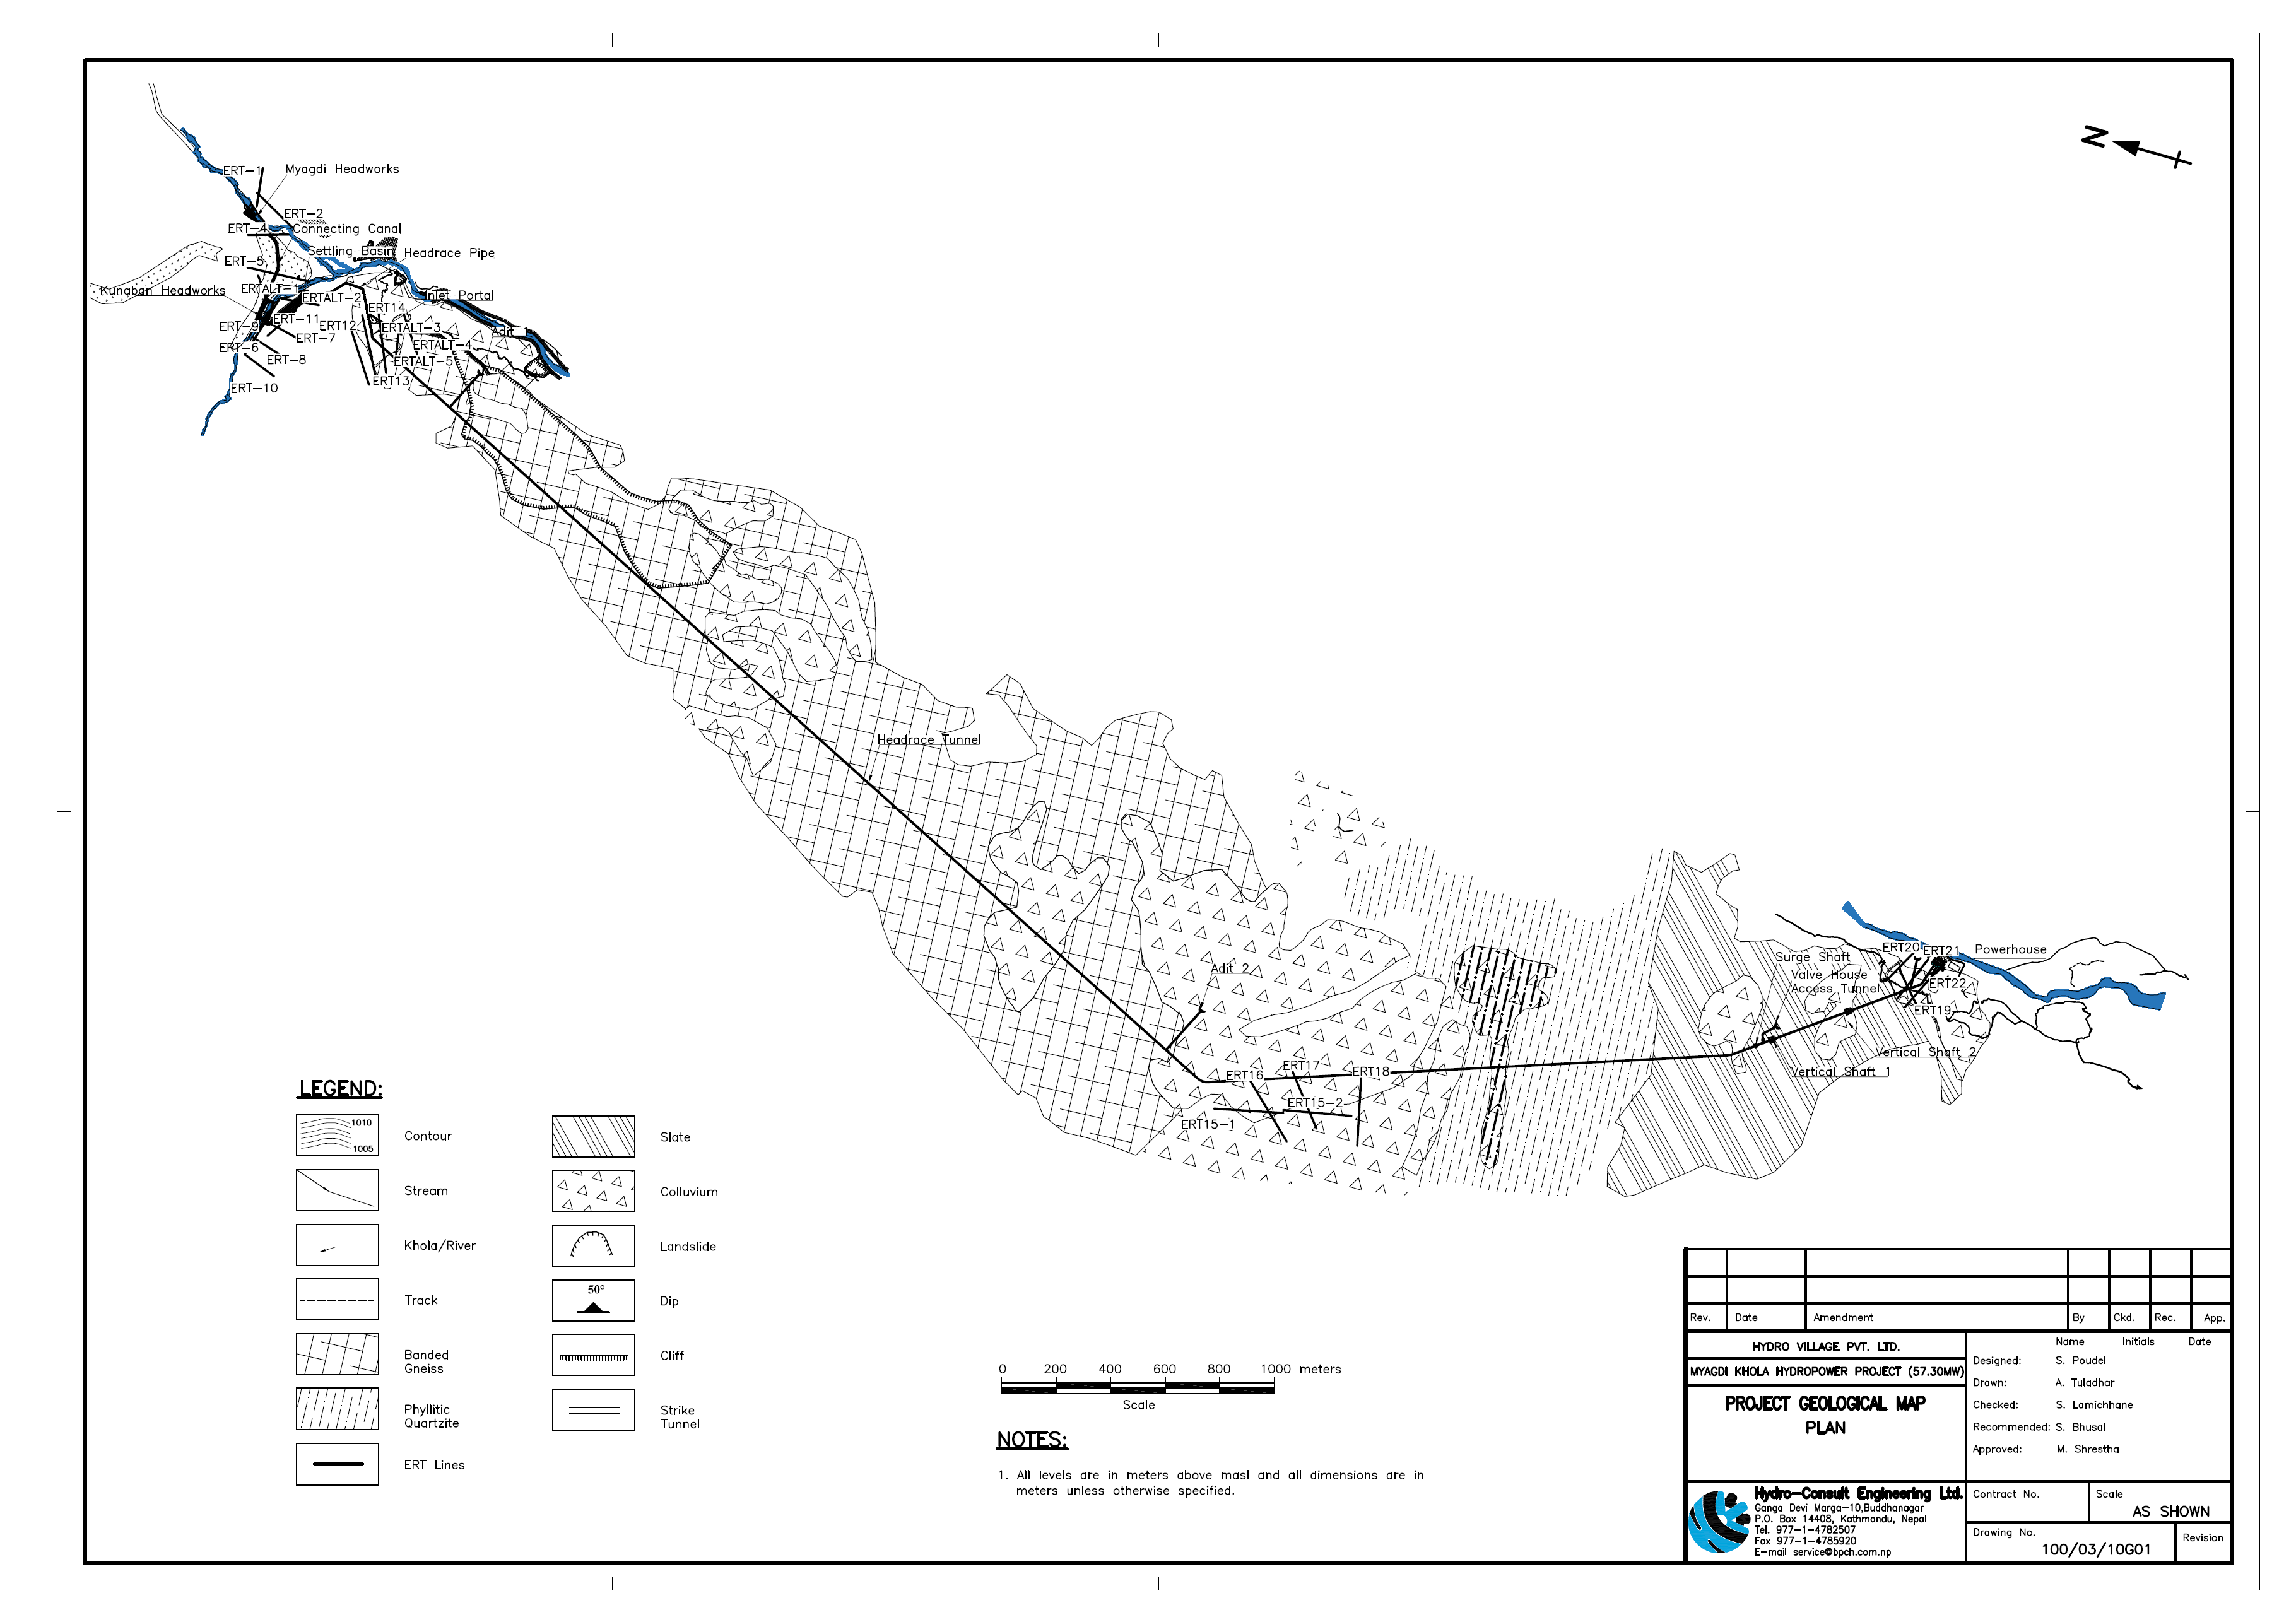 N
ERT-1
Myagdi Headworks
ERT-2
ERT-4
Connecting Canal
Settling Basin
Headrace Pipe
ERT-5
Kunaban Headworks
ERTALT-1
ERTALT-2
Inlet Portal
ERT14
ERT-11
ERT-9
ERT12
ERTALT-3
Adit 1
ERT-7
ERT-6
ERTALT-4
ERT-8
ERTALT-5
ERT13
ERT-10
Headrace Tunnel
Adit 2
ERT20
ERT21
Powerhouse
Surge Shaft
Valve House
Access Tunnel
ERT22
ERT19
Vertical Shaft 2
Vertical Shaft 1
ERT16
ERT17
ERT18
ERT15-2
ERT15-1
LEGEND:
1010
1005
Contour
Slate
Stream
Colluvium
Khola/River
Landslide
Track
50°
Dip
Banded
Gneiss
Cliff
Phyllitic
Quartzite
Strike
Tunnel
ERT Lines
0 200 400 600 800 1000 meters
Scale
NOTES:
1. All levels are in meters above masl and all dimensions are in
meters unless otherwise specified.
Rev. Date Amendment By Ckd. Rec. App.
HYDRO VILLAGE PVT. LTD.
MYAGDI KHOLA HYDROPOWER PROJECT (57.30MW)
PROJECT GEOLOGICAL MAP
PLAN
Name Initials Date
Designed: S. Poudel
Drawn: A. Tuladhar
Checked: S. Lamichhane
Recommended: S. Bhusal
Approved: M. Shrestha
Hydro-Consult Engineering Ltd.
Ganga Devi Marga-10,Buddhanagar
P.O. Box 14408, Kathmandu, Nepal
Tel. 977-1-4782507
Fax 977-1-4785920
E-mail service@bpch.com.np
Contract No.
Scale
AS SHOWN
Drawing No.
100/03/10G01
Revision